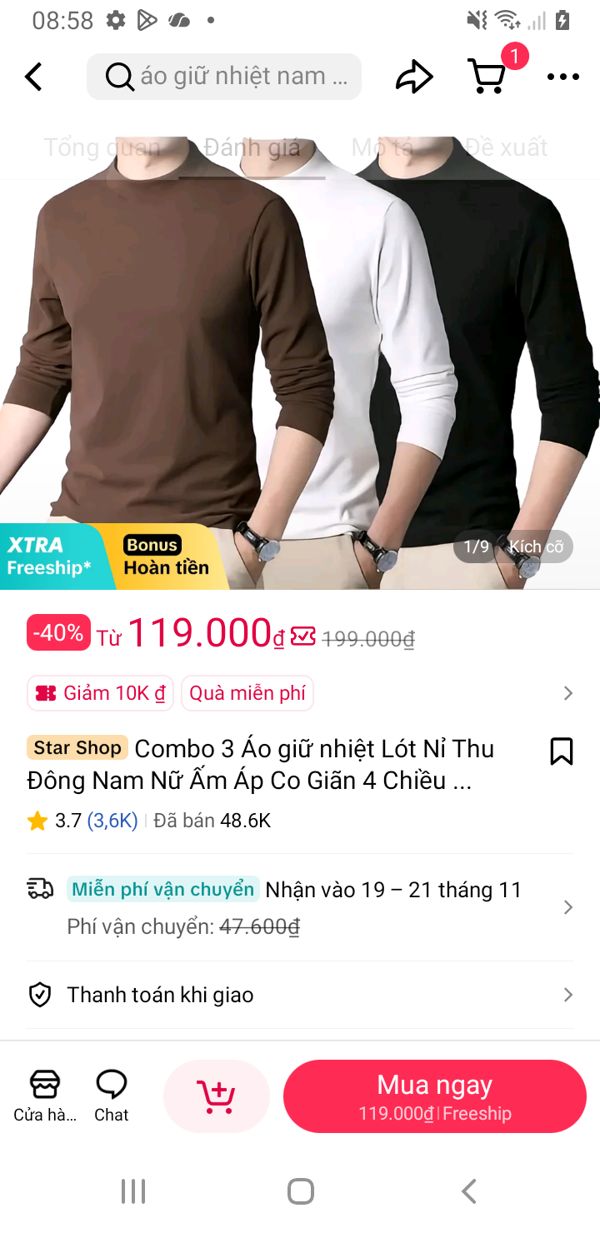 08:58
áo giữ nhiệt nam ...
1
Tổng quan Đánh giá Mô tả Đề xuất
XTRA
Freeship*
Bonus
Hoàn tiền
1/9 Kích cỡ
-40% Từ 119.000₫ 199.000₫
Giảm 10K ₫ Quà miễn phí
Star Shop Combo 3 Áo giữ nhiệt Lót Nỉ Thu
Đông Nam Nữ Ấm Áp Co Giãn 4 Chiều ...
3.7 (3,6K) Đã bán 48.6K
Miễn phí vận chuyển Nhận vào 19 – 21 tháng 11
Phí vận chuyển: 47.600₫
Thanh toán khi giao
Cửa hà... Chat
Mua ngay
119.000₫ | Freeship